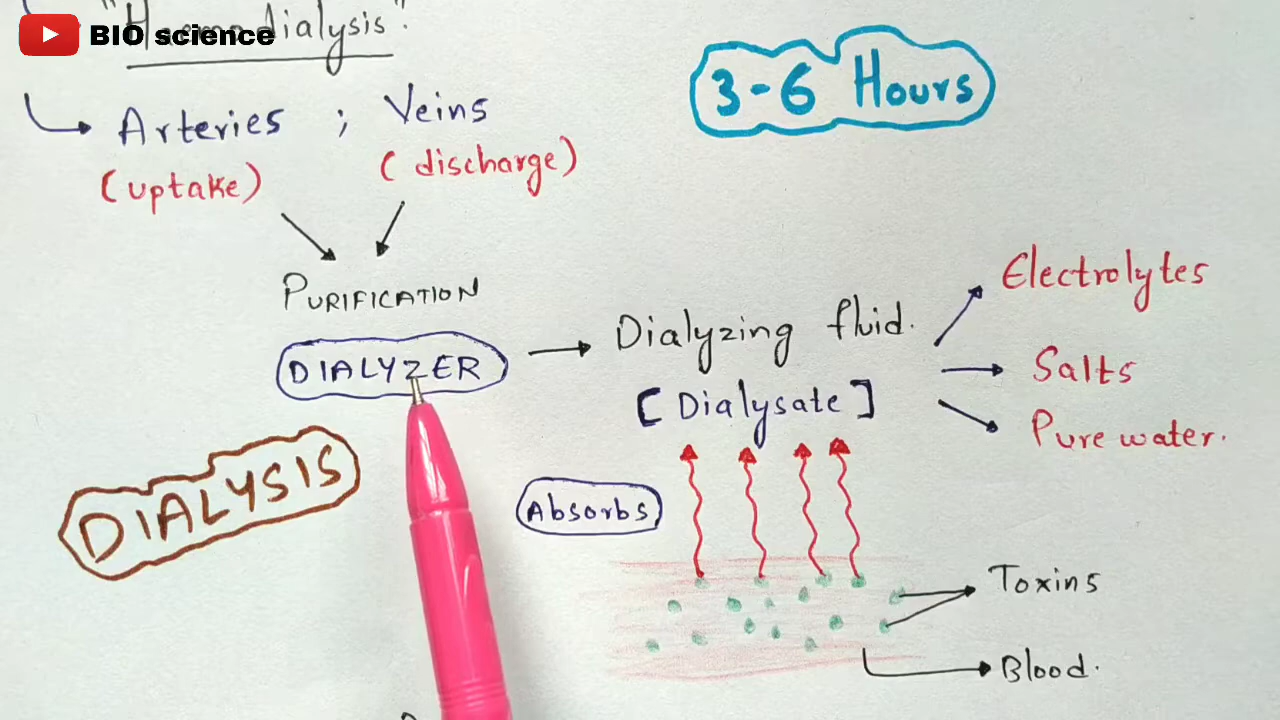 "Haemodialysis".
BIO science
3-6 Hours
Arteries ; Veins
(uptake) (discharge)
PURIFICATION
DIALYZER
Dialyzing fluid.
[Dialysate]
Electrolytes
Salts
Pure water.
DIALYSIS
Absorbs
Toxins
Blood.